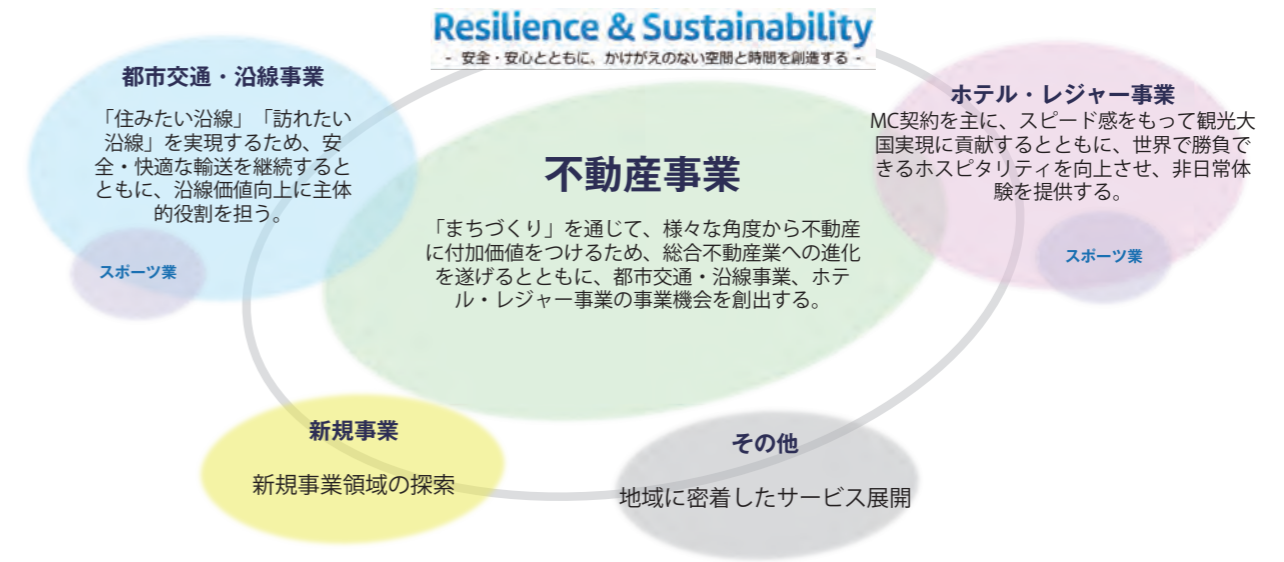 Resilience & Sustainability
- 安全・安心とともに、かけがえのない空間と時間を創造する -
都市交通・沿線事業
「住みたい沿線」「訪れたい
沿線」を実現するため、安
全・快適な輸送を継続すると
ともに、沿線価値向上に主体
的役割を担う。
スポーツ業
不動産事業
「まちづくり」を通じて、様々な角度から不動産
に付加価値をつけるため、総合不動産業への進化
を遂げるとともに、都市交通・沿線事業、ホテ
ル・レジャー事業の事業機会を創出する。
ホテル・レジャー事業
MC契約を主に、スピード感をもって観光大
国実現に貢献するとともに、世界で勝負で
きるホスピタリティを向上させ、非日常体
験を提供する。
スポーツ業
新規事業
新規事業領域の探索
その他
地域に密着したサービス展開